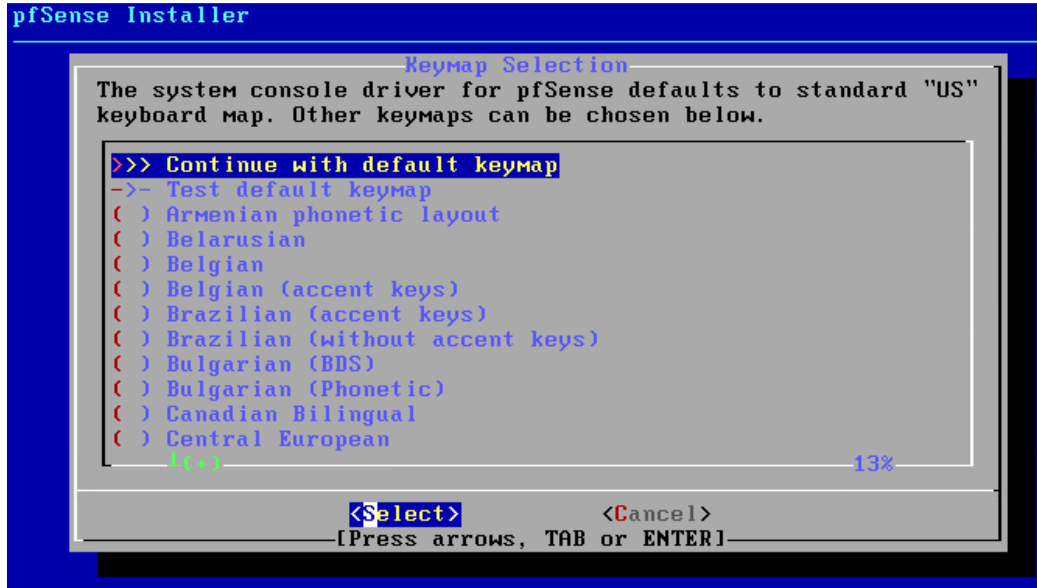 pfSense Installer
Keymap Selection
The system console driver for pfSense defaults to standard "US"
keyboard map. Other keymaps can be chosen below.
>>> Continue with default keymap
->- Test default keymap
( ) Armenian phonetic layout
( ) Belarusian
( ) Belgian
( ) Belgian (accent keys)
( ) Brazilian (accent keys)
( ) Brazilian (without accent keys)
( ) Bulgarian (BDS)
( ) Bulgarian (Phonetic)
( ) Canadian Bilingual
( ) Central European
┴(+) 13%
<Select> <Cancel>
[Press arrows, TAB or ENTER]